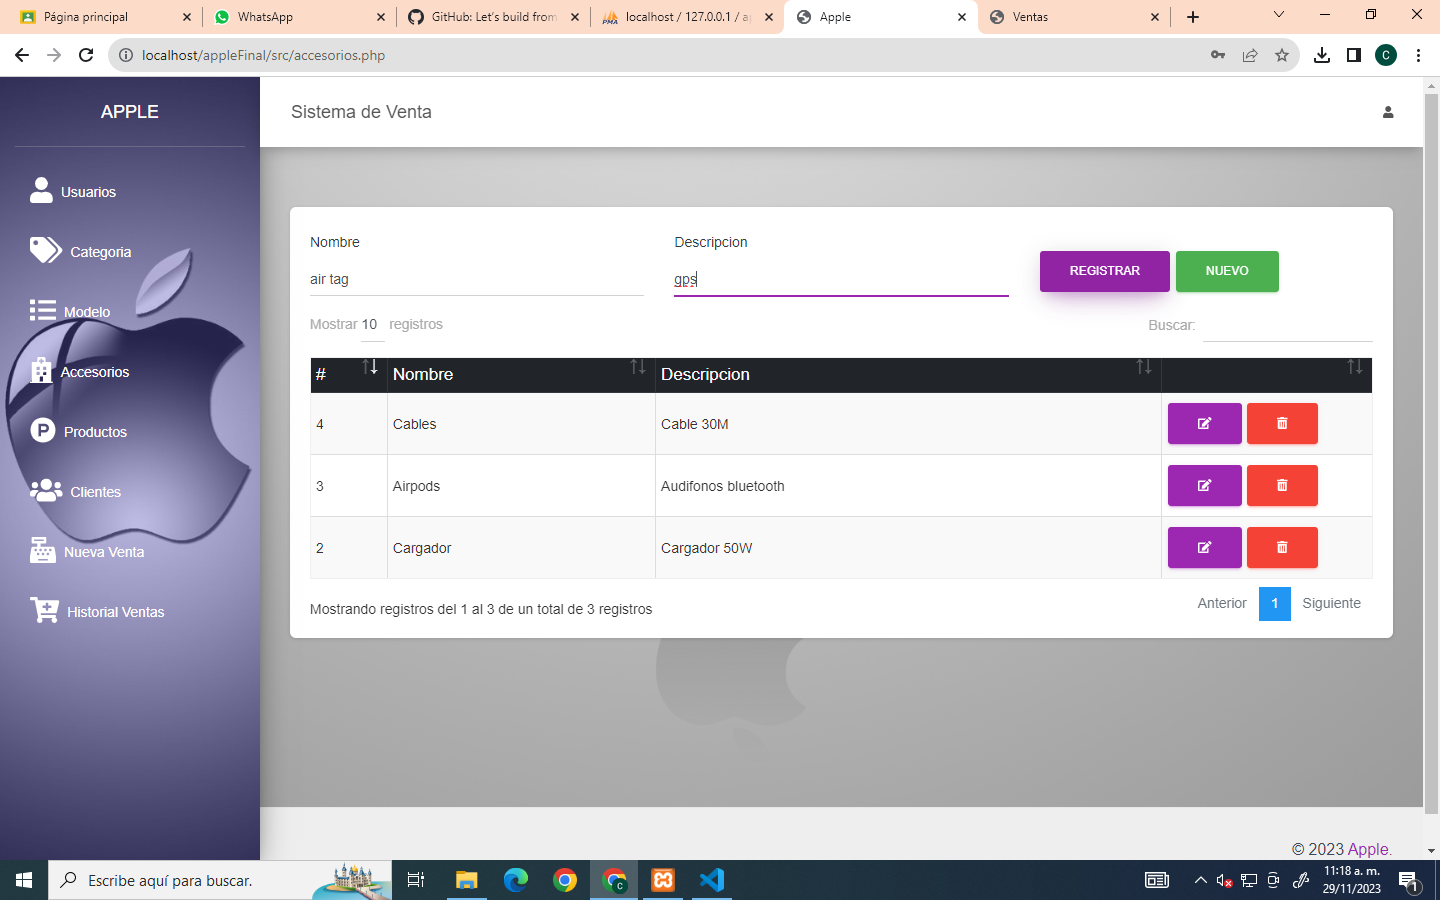 Página principal
WhatsApp
GitHub: Let's build from
localhost / 127.0.0.1 / ap
Apple
Ventas
localhost/appleFinal/src/accesorios.php
C
APPLE
Sistema de Venta
Usuarios
Categoria
Modelo
Accesorios
Productos
Clientes
Nueva Venta
Historial Ventas
Nombre
Descripcion
air tag
gps
REGISTRAR
NUEVO
Mostrar 10 registros
Buscar:
# Nombre Descripcion
4 Cables Cable 30M
3 Airpods Audifonos bluetooth
2 Cargador Cargador 50W
Mostrando registros del 1 al 3 de un total de 3 registros
Anterior 1 Siguiente
© 2023 Apple.
Escribe aquí para buscar.
11:18 a. m.
29/11/2023
1